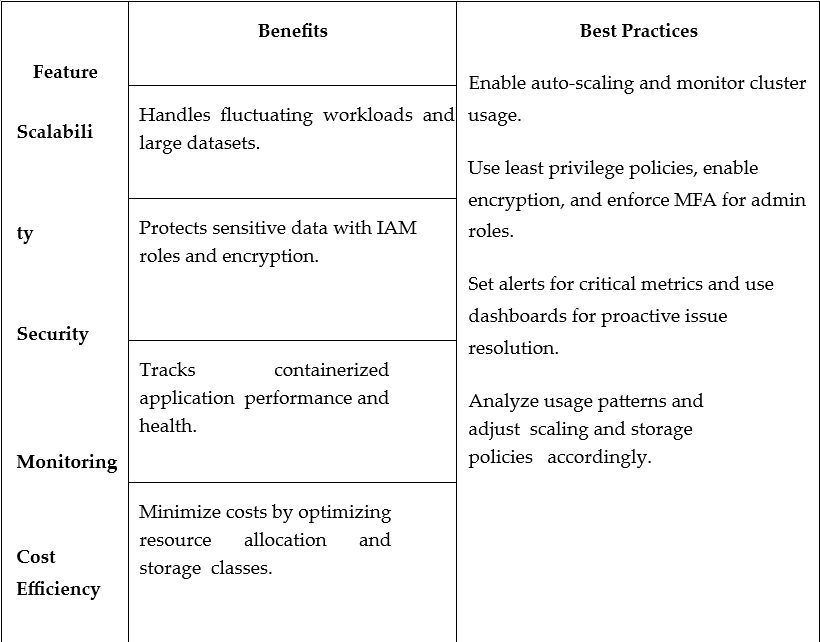 Feature
Scalabili
ty
Security
Monitoring
Cost
Efficiency
Benefits
Handles fluctuating workloads and
large datasets.
Protects sensitive data with IAM
roles and encryption.
Tracks containerized
application performance and
health.
Minimize costs by optimizing
resource allocation and
storage classes.
Best Practices
Enable auto-scaling and monitor cluster
usage.
Use least privilege policies, enable
encryption, and enforce MFA for admin
roles.
Set alerts for critical metrics and use
dashboards for proactive issue
resolution.
Analyze usage patterns and
adjust scaling and storage
policies accordingly.